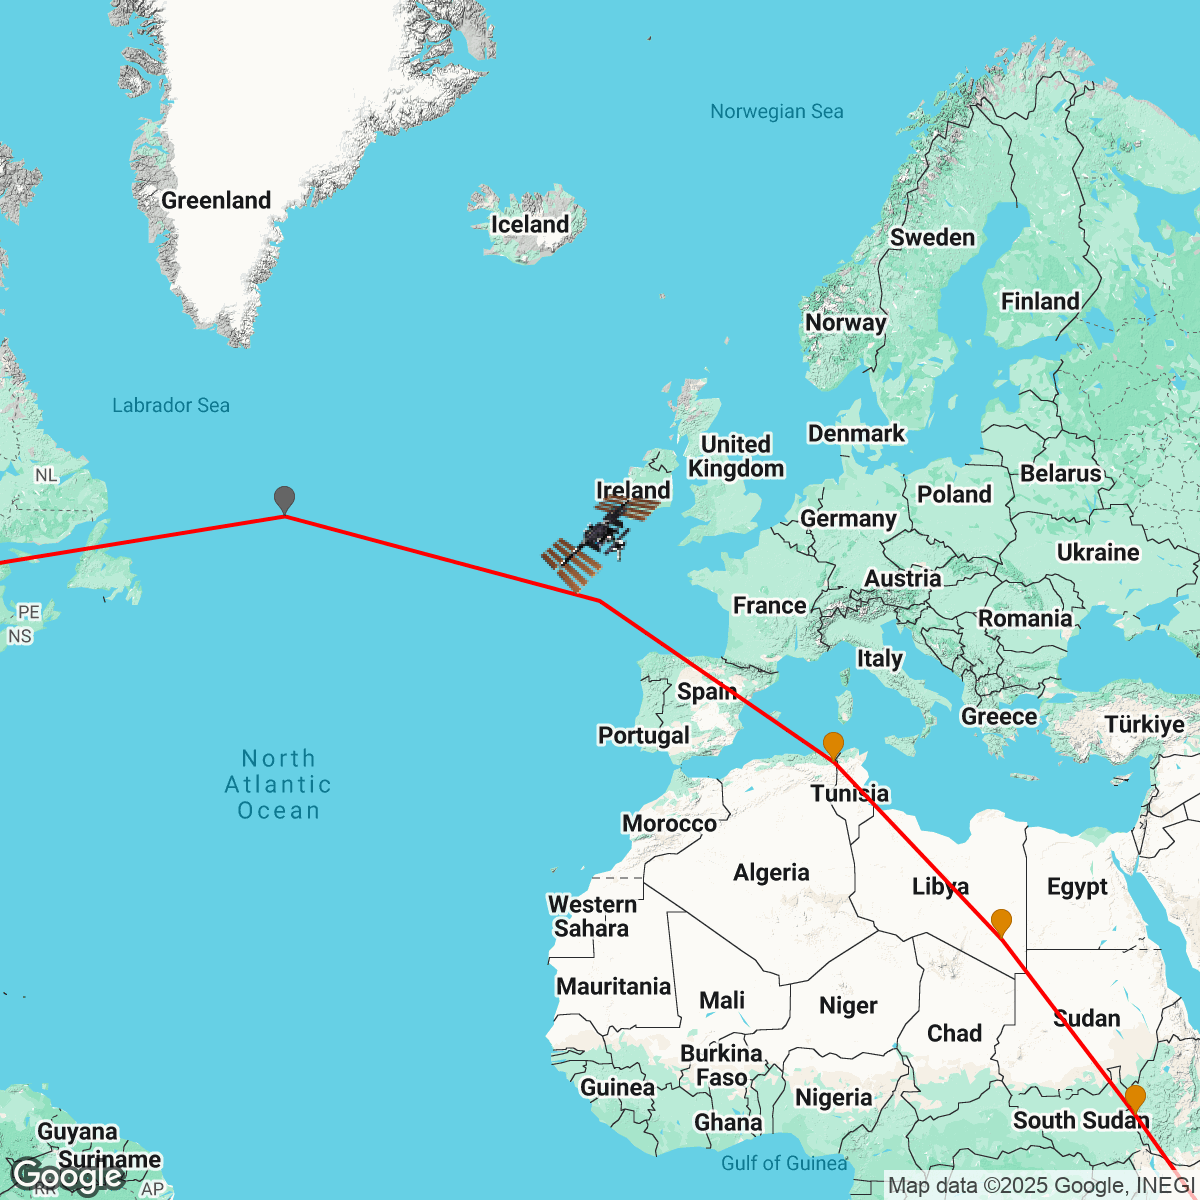 Norwegian Sea
Greenland
Iceland
Sweden
Finland
Norway
Labrador Sea
Denmark
United
Kingdom
Belarus
NL
Ireland
Poland
Germany
Ukraine
Austria
France
PE
Romania
NS
Italy
Spain
Greece
Türkiye
Portugal
North
Atlantic
Ocean
Tunisia
Morocco
Algeria
Libya
Egypt
Western
Sahara
Mauritania
Mali
Niger
Sudan
Chad
Burkina
Faso
Guinea
Nigeria
Ghana
South Sudan
Guyana
Suriname
Gulf of Guinea
Google
RR
AP
Map data ©2025 Google, INEGI